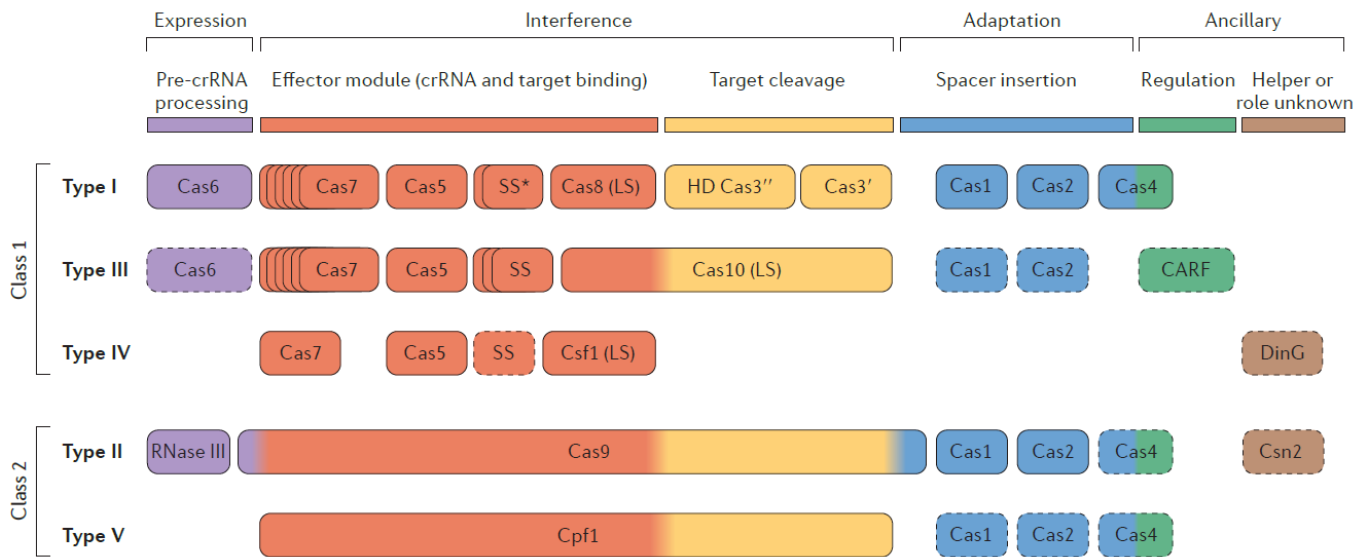 Expression Interference Adaptation Ancillary
Pre-crRNA processing Effector module (crRNA and target binding) Target cleavage Spacer insertion Regulation Helper or role unknown
Class 1
Type I Cas6 Cas7 Cas5 SS* Cas8 (LS) HD Cas3′′ Cas3′ Cas1 Cas2 Cas4
Type III Cas6 Cas7 Cas5 SS Cas10 (LS) Cas1 Cas2 CARF
Type IV Cas7 Cas5 SS Csf1 (LS) DinG
Class 2
Type II RNase III Cas9 Cas1 Cas2 Cas4 Csn2
Type V Cpf1 Cas1 Cas2 Cas4